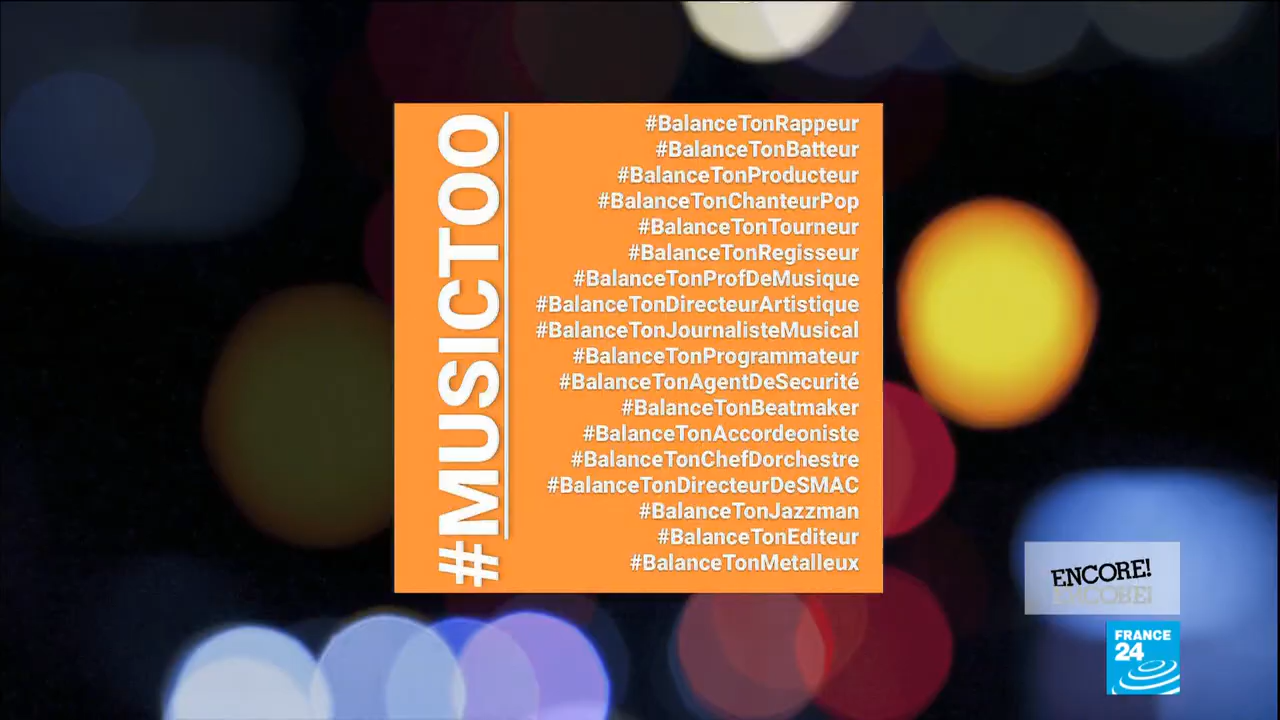 #MUSICTOO
#BalanceTonRappeur
#BalanceTonBatteur
#BalanceTonProducteur
#BalanceTonChanteurPop
#BalanceTonTourneur
#BalanceTonRegisseur
#BalanceTonProfDeMusique
#BalanceTonDirecteurArtistique
#BalanceTonJournalisteMusical
#BalanceTonProgrammateur
#BalanceTonAgentDeSecurité
#BalanceTonBeatmaker
#BalanceTonAccordeoniste
#BalanceTonChefDorchestre
#BalanceTonDirecteurDeSMAC
#BalanceTonJazzman
#BalanceTonEditeur
#BalanceTonMetalleux
ENCORE!
FRANCE
24